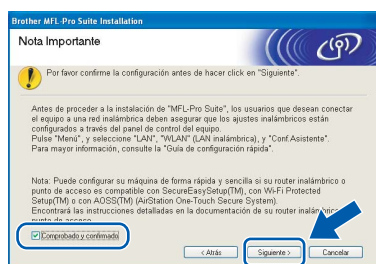 Brother MFL-Pro Suite Installation
Nota Importante
Por favor confirme la configuración antes de hacer click en "Siguiente".
Antes de proceder a la instalación de "MFL-Pro Suite", los usuarios que desean conectar
el equipo a una red inalámbrica deben asegurar que los ajustes inalámbricos están
configurados a través del panel de control del equipo.
Pulse "Menú", y seleccione "LAN", "WLAN" (LAN inalámbrica), y "Conf.Asistente".
Para mayor información, consulte la "Guía de configuración rápida".
Nota: Puede configurar su máquina de forma rápida y sencilla si su router inalámbrico o
punto de acceso es compatible con SecureEasySetup(TM), con Wi-Fi Protected
Setup(TM) o con AOSS(TM) (AirStation One-Touch Secure System).
Encontrará las instrucciones detalladas en la documentación de su router inalámbrico
punto de acceso
Comprobado y confirmado
< Atrás
Siguiente >
Cancelar